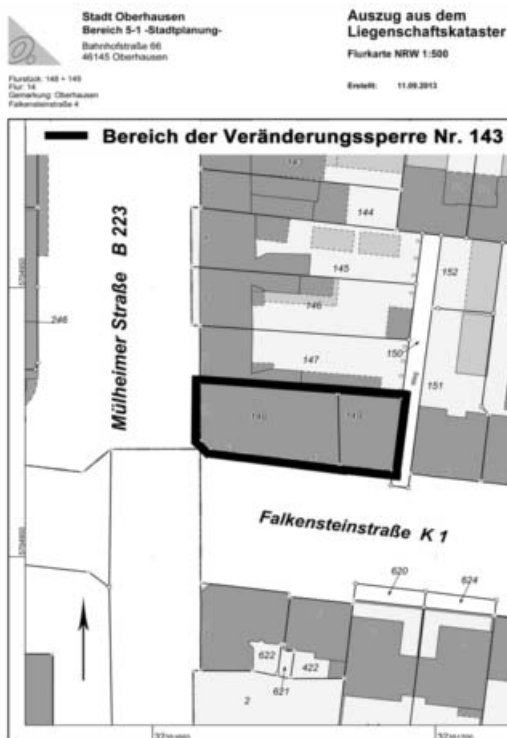 Stadt Oberhausen
Bereich 5-1 -Stadtplanung-
Bahnhofstraße 66
46145 Oberhausen
Auszug aus dem
Liegenschaftskataster
Flurkarte NRW 1:500
Erstellt: 11.09.2013
Flurstück: 148 + 149
Flur: 14
Gemarkung: Oberhausen
Falkensteinstraße 4
Bereich der Veränderungssperre Nr. 143
143
144
145
152
146
246
147
150
151
148
149
Mülheimer Straße B 223
Falkensteinstraße K 1
620
624
622
422
621
2